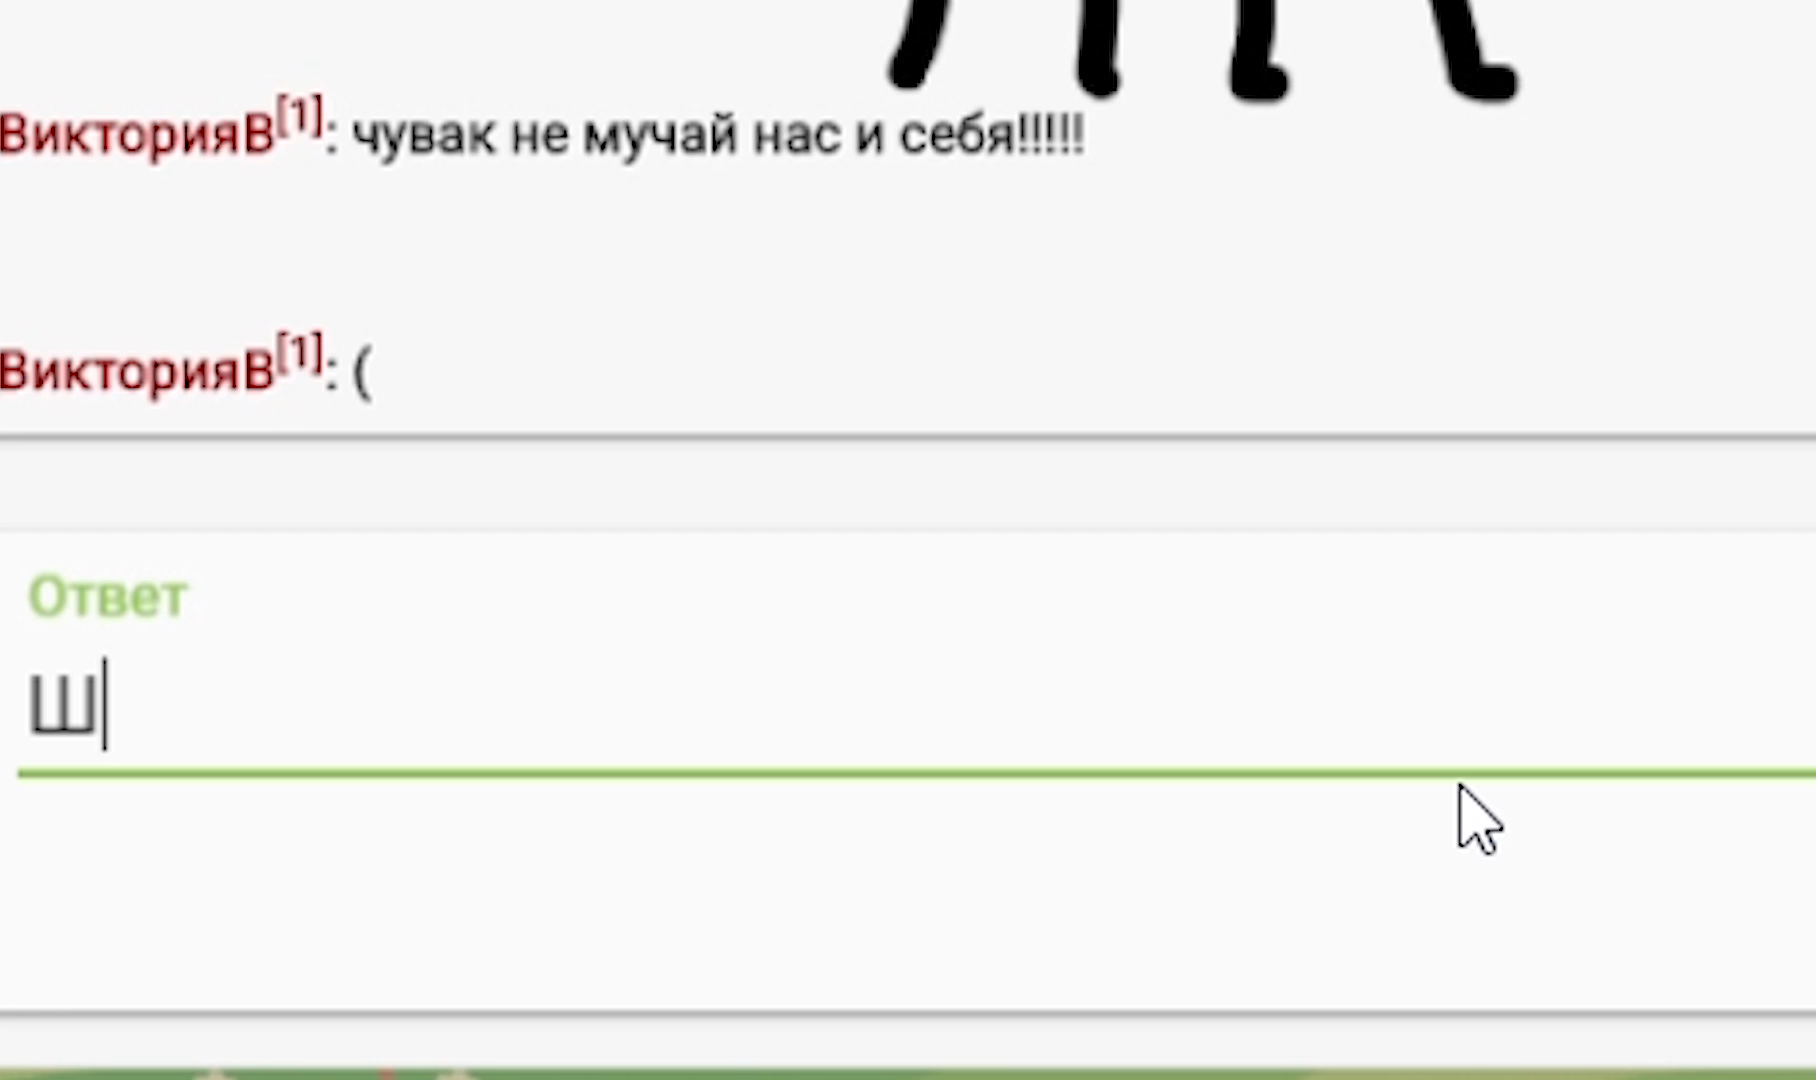 ВикторияВ[1]: чувак не мучай нас и себя!!!!!
ВикторияВ[1]: (
Ответ
Ш